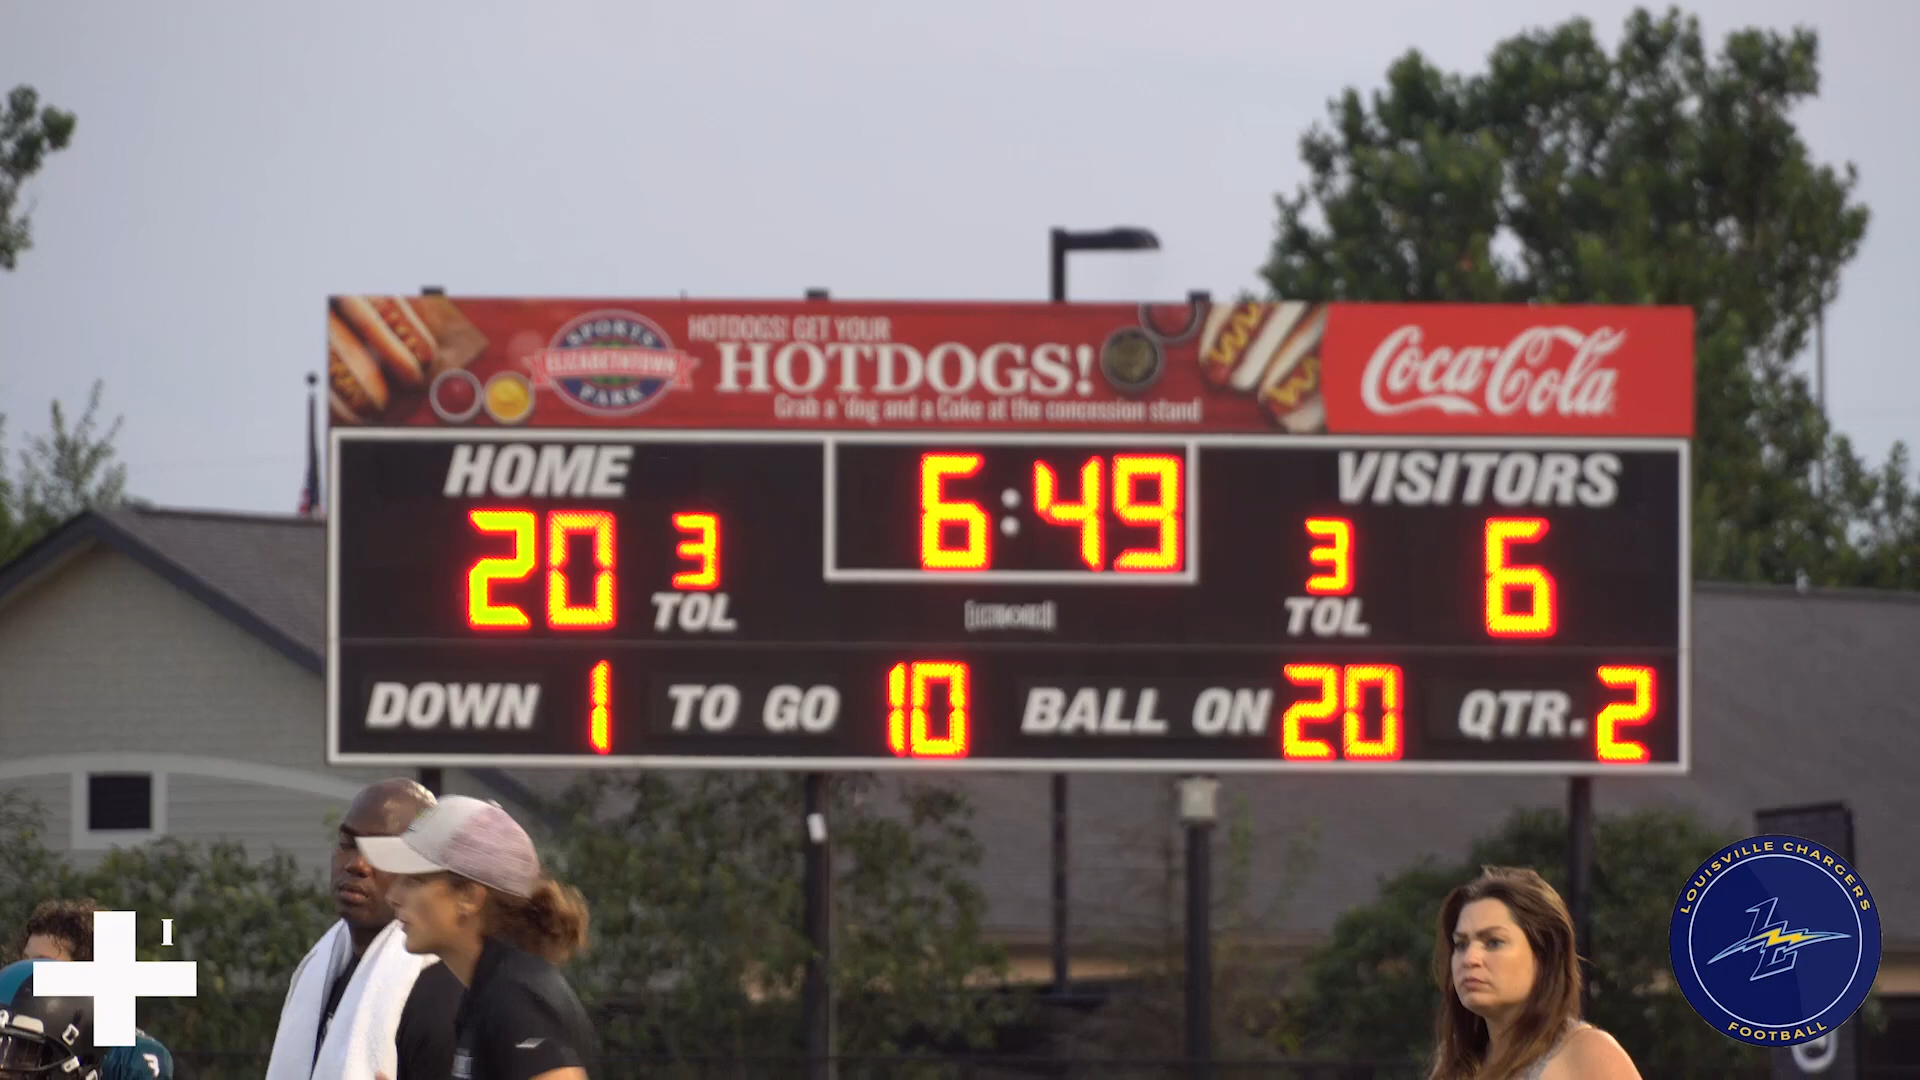 HOTDOGS! GET YOUR
HOTDOGS!
Grab a 'dog and a Coke at the concession stand
SPORTS
ELIZABETHTOWN
PARK
Coca-Cola
HOME
6:49
VISITORS
20 3
3 6
TOL
TOL
DOWN 1 TO GO 10 BALL ON 20 QTR. 2
I
LOUISVILLE CHARGERS
LC
FOOTBALL